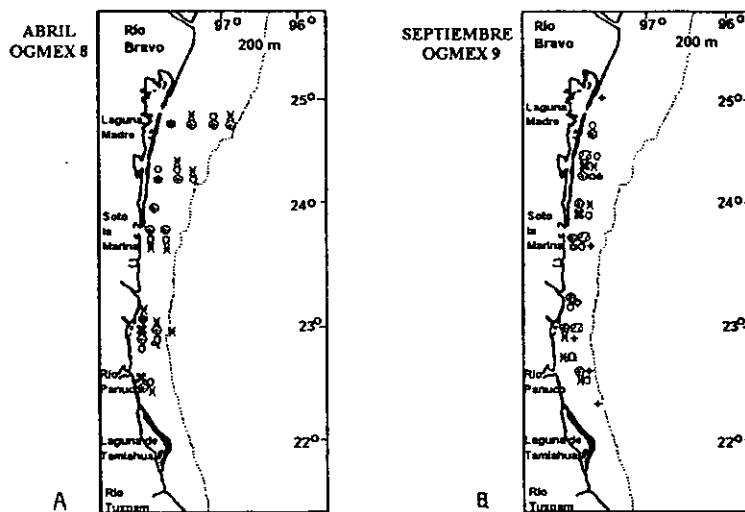 ABRIL
OGMEX 8
97° 96°
Río
Bravo
200 m
25°
Laguna
Madre
24°
Soto
la
Marina
23°
Río
Panuco
22°
Laguna de
Tamiahua
A
Río
Tuxpam
SEPTIEMBRE
OGMEX 9
97° 96°
Río
Bravo
200 m
25°
Laguna
Madre
24°
Soto
la
Marina
23°
Río
Panuco
22°
Laguna de
Tamiahua
B
Río
Tuxpam